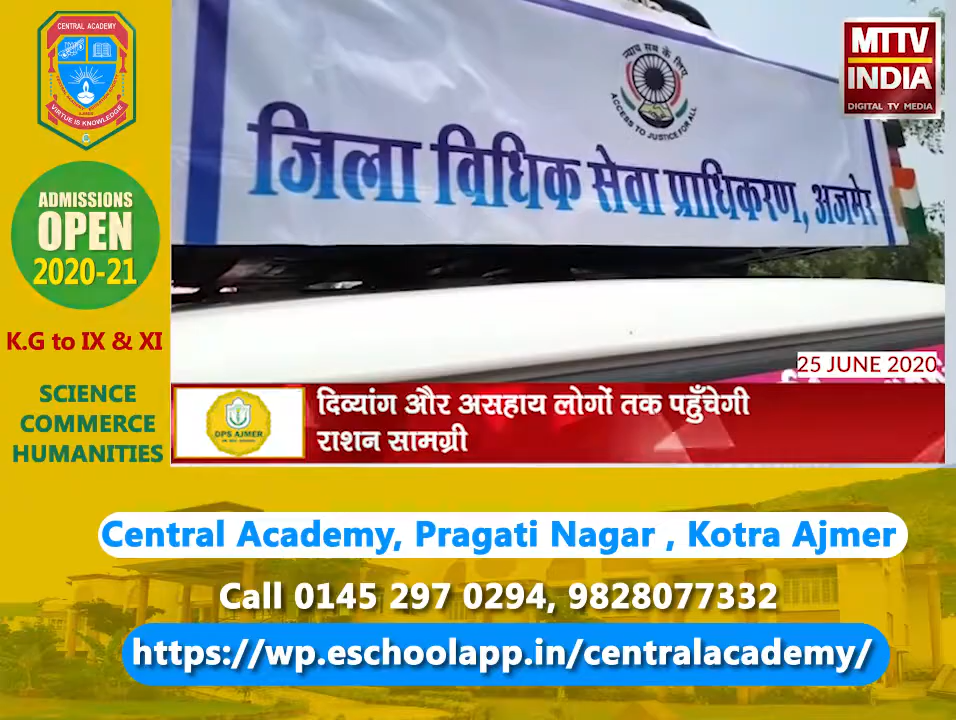 CENTRAL ACADEMY
VIRTUE IS KNOWLEDGE
ADMISSIONS
OPEN
2020-21
K.G to IX & XI
SCIENCE
COMMERCE
HUMANITIES
न्याय सब के लिए
ACCESS TO JUSTICE FOR ALL
जिला विधिक सेवा प्राधिकरण, अजमेर
MTTV
INDIA
DIGITAL TV MEDIA
25 JUNE 2020
DPS AJMER
दिव्यांग और असहाय लोगों तक पहुँचेगी
राशन सामग्री
Central Academy, Pragati Nagar , Kotra Ajmer
Call 0145 297 0294, 9828077332
https://wp.eschoolapp.in/centralacademy/